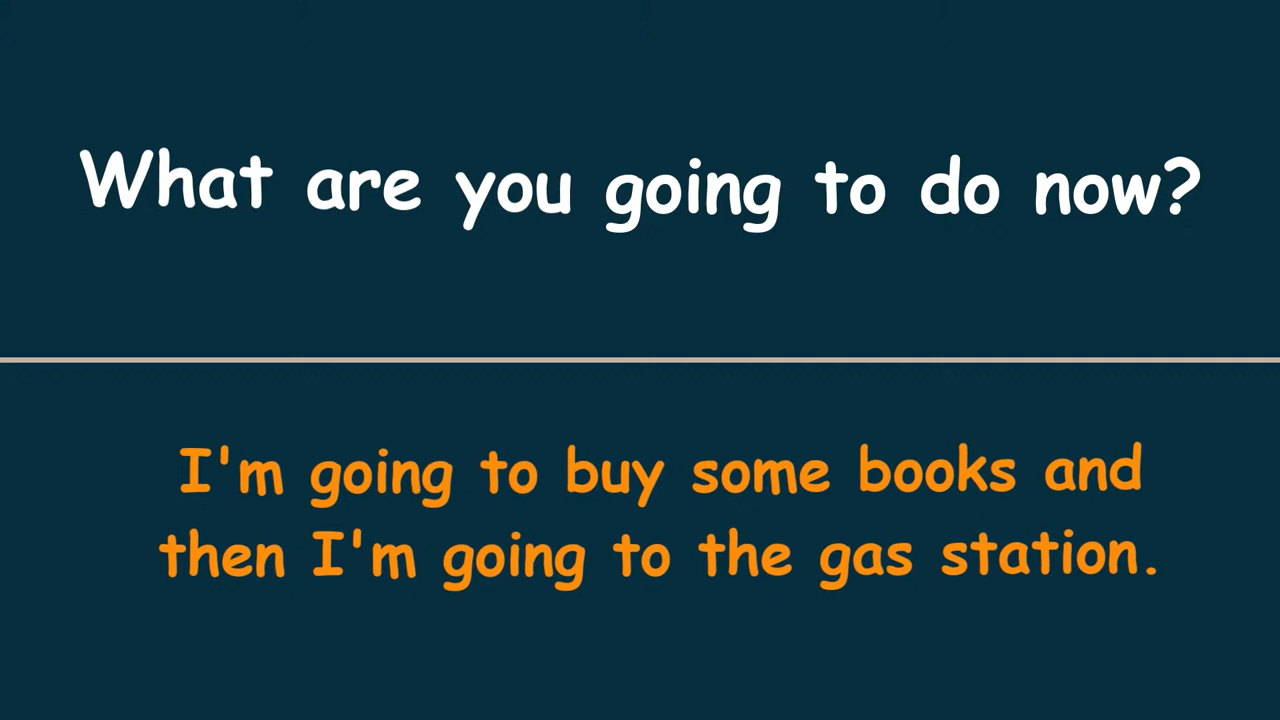 What are you going to do now?
I'm going to buy some books and
then I'm going to the gas station.